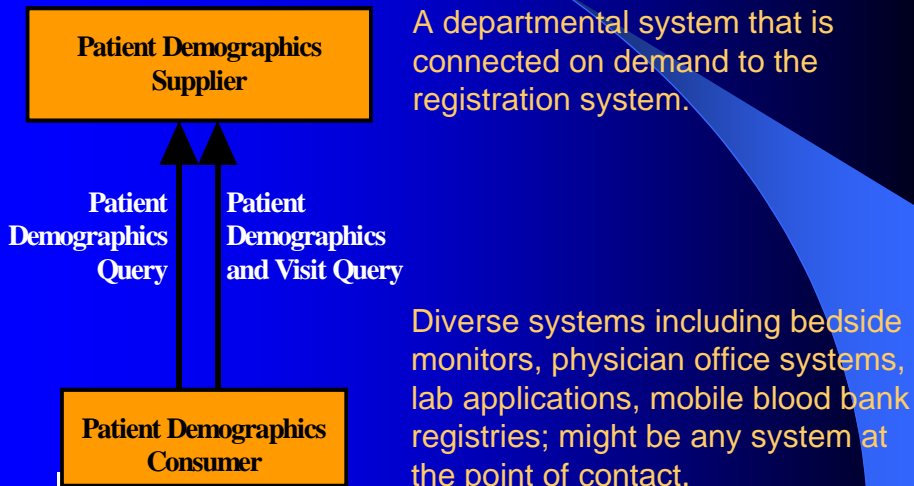 Patient Demographics
Supplier
A departmental system that is
connected on demand to the
registration system.
Patient
Demographics
Query
Patient
Demographics
and Visit Query
Diverse systems including bedside
monitors, physician office systems,
lab applications, mobile blood bank
registries; might be any system at
the point of contact.
Patient Demographics
Consumer